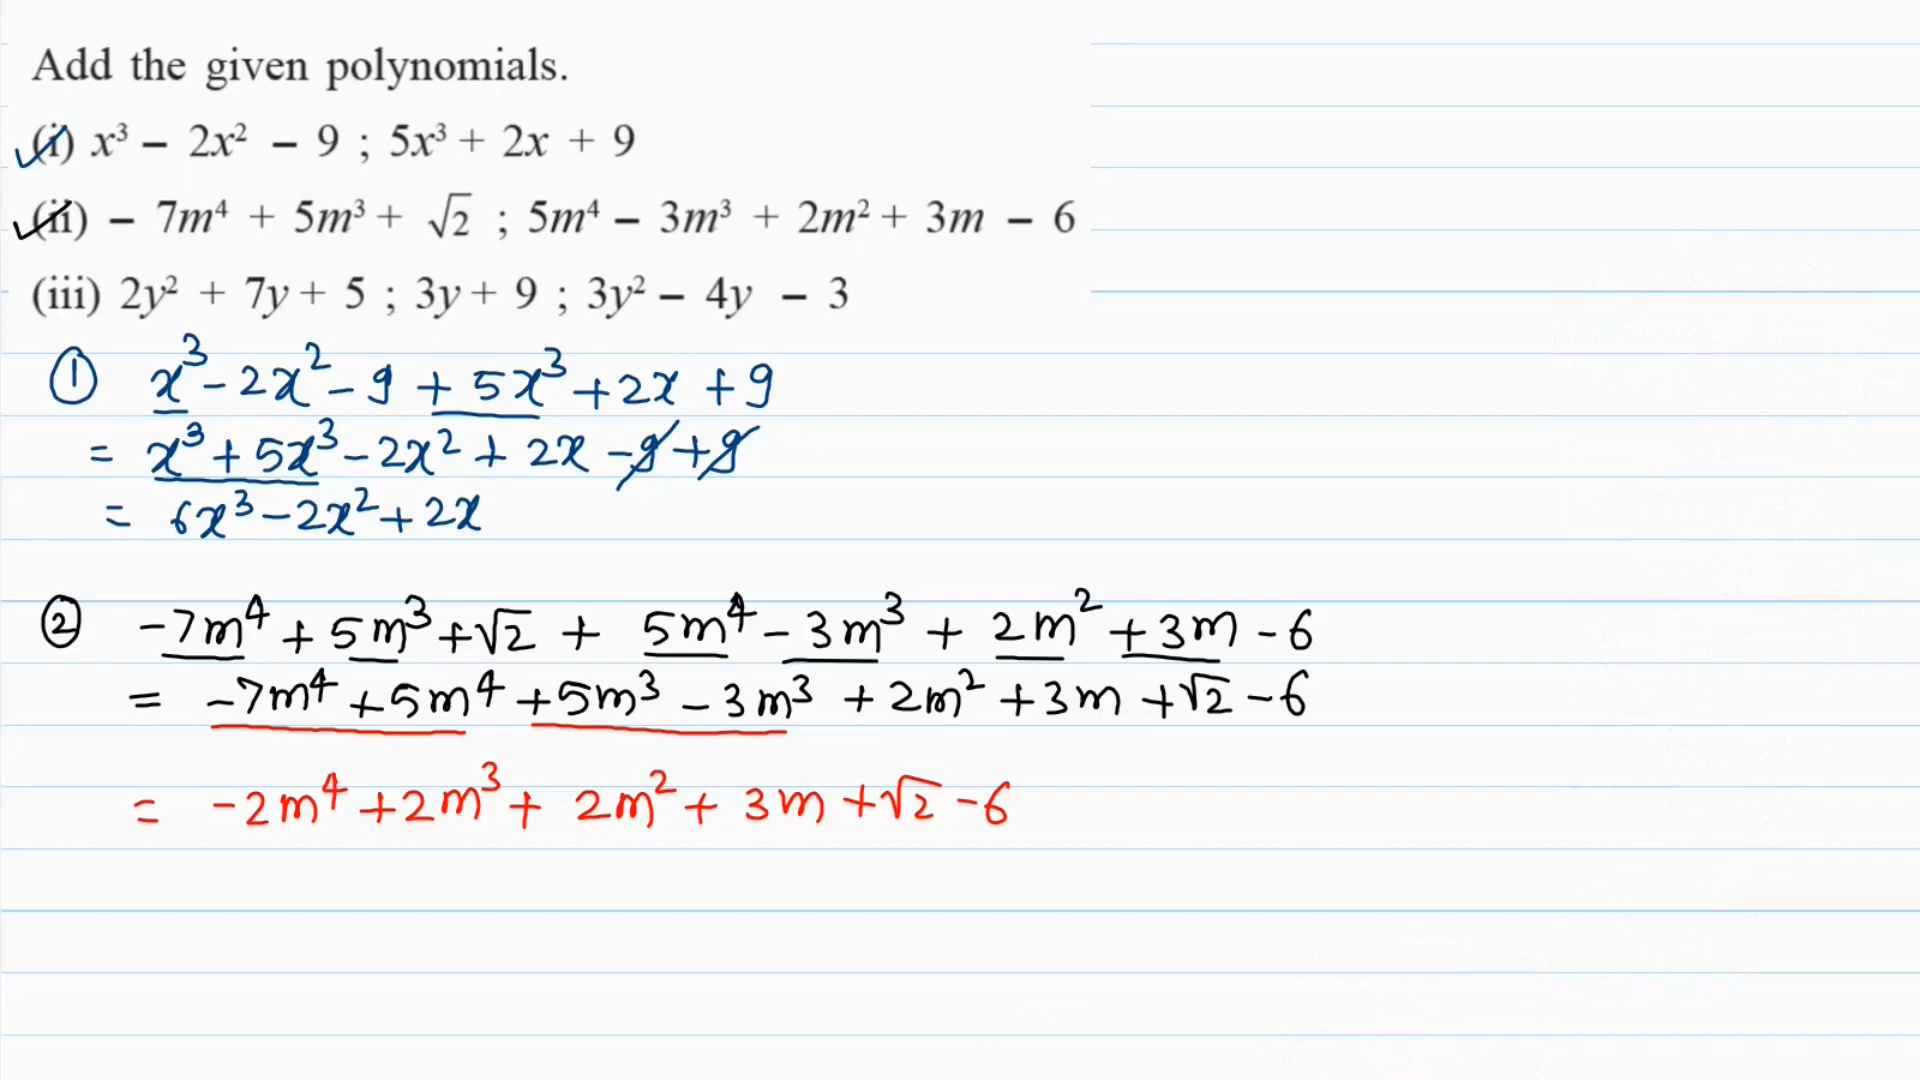 Add the given polynomials.
(i) x³ – 2x² – 9 ; 5x³ + 2x + 9
(ii) – 7m⁴ + 5m³ + √2 ; 5m⁴ – 3m³ + 2m² + 3m – 6
(iii) 2y² + 7y + 5 ; 3y + 9 ; 3y² – 4y – 3
① x³ - 2x² - 9 + 5x³ + 2x + 9
= x³ + 5x³ - 2x² + 2x - 9 + 9
= 6x³ - 2x² + 2x
② -7m⁴ + 5m³ + √2 + 5m⁴ - 3m³ + 2m² + 3m - 6
= -7m⁴ + 5m⁴ + 5m³ - 3m³ + 2m² + 3m + √2 - 6
= -2m⁴ + 2m³ + 2m² + 3m + √2 - 6